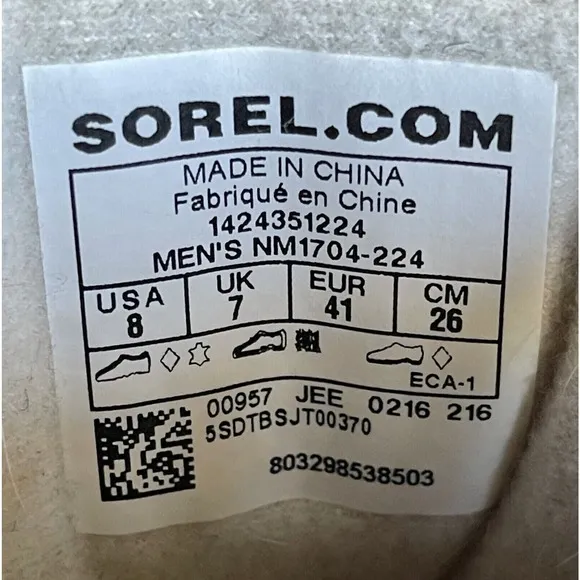 SOREL.COM
MADE IN CHINA
Fabriqué en Chine
1424351224
MEN'S NM1704-224
USA UK EUR CM
8 7 41 26
ECA-1
00957 JEE 0216 216
5SDTBSJT00370
803298538503